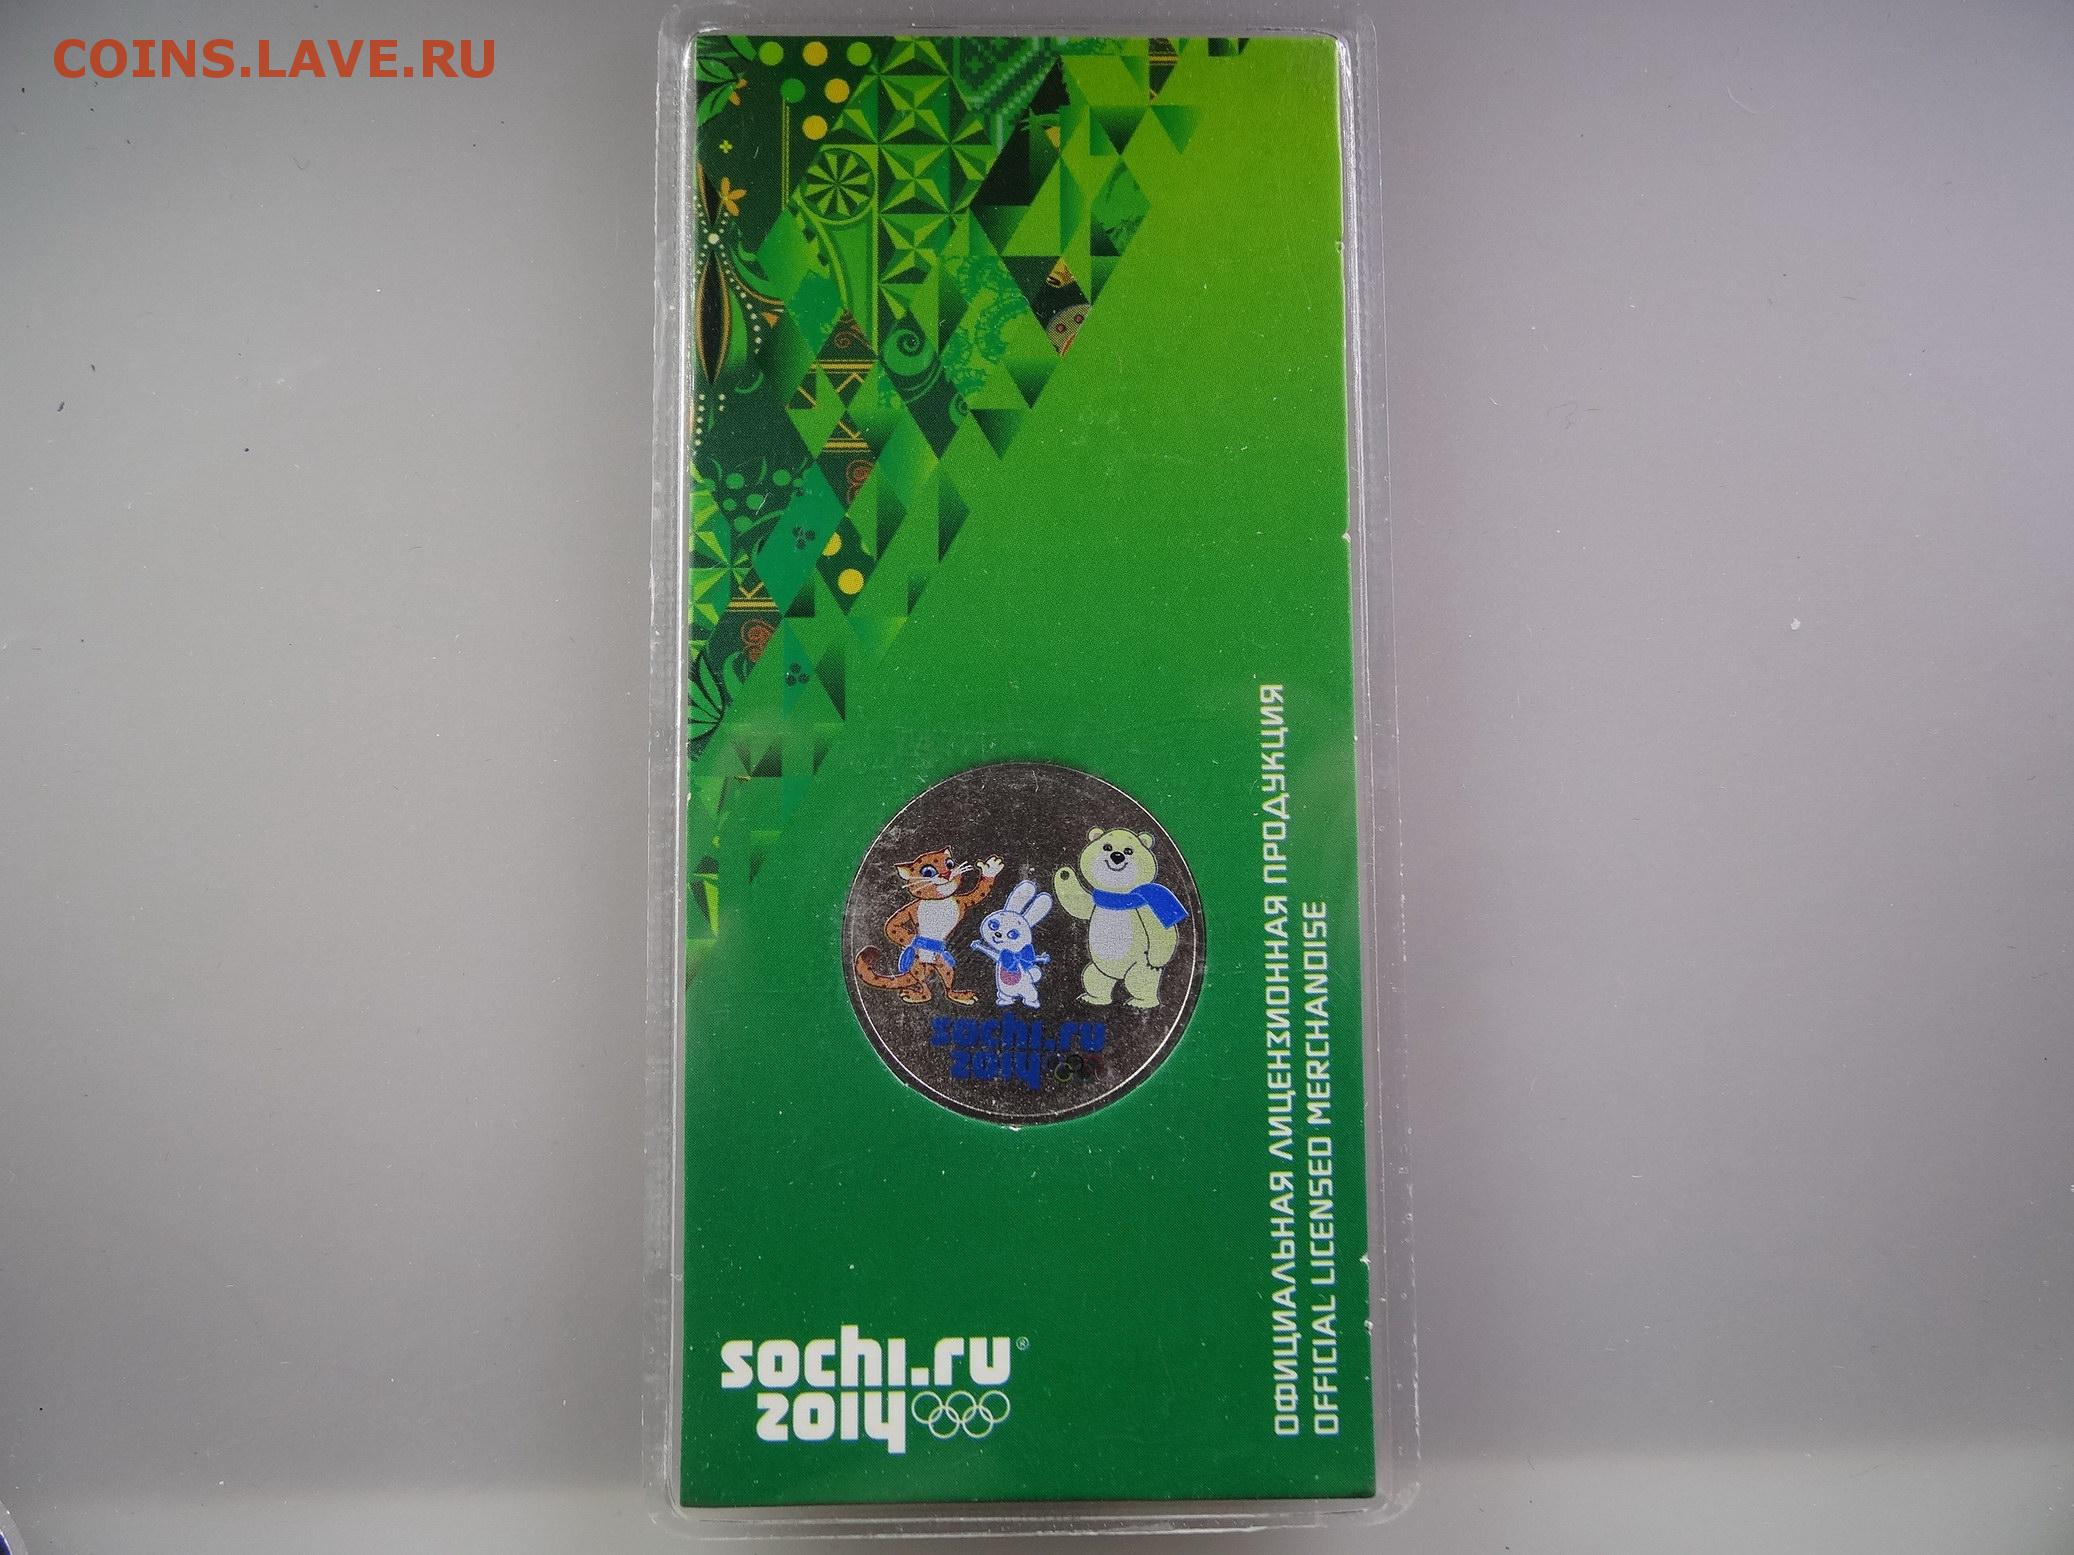 COINS.LAVE.RU
sochi.ru
2014
sochi.ru®
2014
ОФИЦИАЛЬНАЯ ЛИЦЕНЗИОННАЯ ПРОДУКЦИЯ
OFFICIAL LICENSED MERCHANDISE